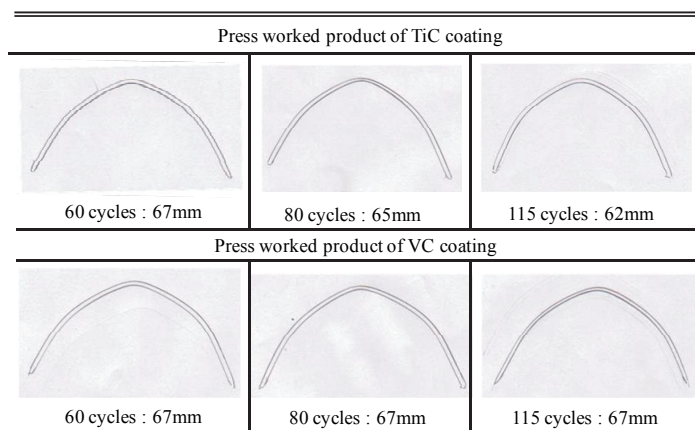 Press worked product of TiC coating
60 cycles : 67mm 80 cycles : 65mm 115 cycles : 62mm
Press worked product of VC coating
60 cycles : 67mm 80 cycles : 67mm 115 cycles : 67mm